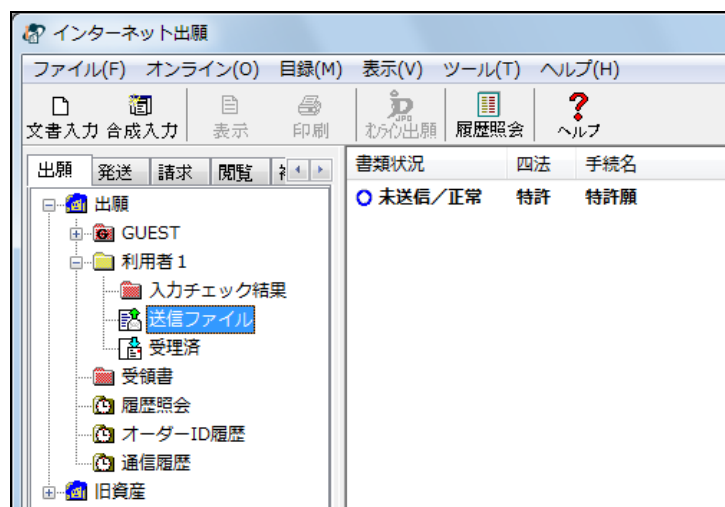 インターネット出願
ファイル(F) オンライン(O) 目録(M) 表示(V) ツール(T) ヘルプ(H)
文書入力 合成入力 表示 印刷 オンライン出願 履歴照会 ヘルプ
出願 発送 請求 閲覧
書類状況 四法 手続名
未送信／正常 特許 特許願
出願
GUEST
利用者1
入力チェック結果
送信ファイル
受理済
受領書
履歴照会
オーダーID履歴
通信履歴
旧資産